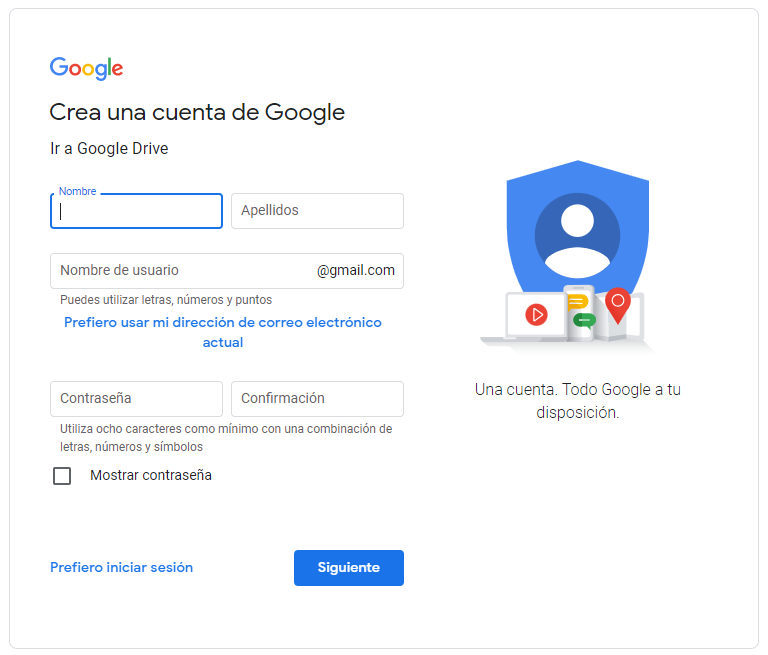 Google
Crea una cuenta de Google
Ir a Google Drive
Nombre
Apellidos
Nombre de usuario @gmail.com
Puedes utilizar letras, números y puntos
Prefiero usar mi dirección de correo electrónico
actual
Contraseña
Confirmación
Utiliza ocho caracteres como mínimo con una combinación de
letras, números y símbolos
Mostrar contraseña
Prefiero iniciar sesión
Siguiente
Una cuenta. Todo Google a tu
disposición.